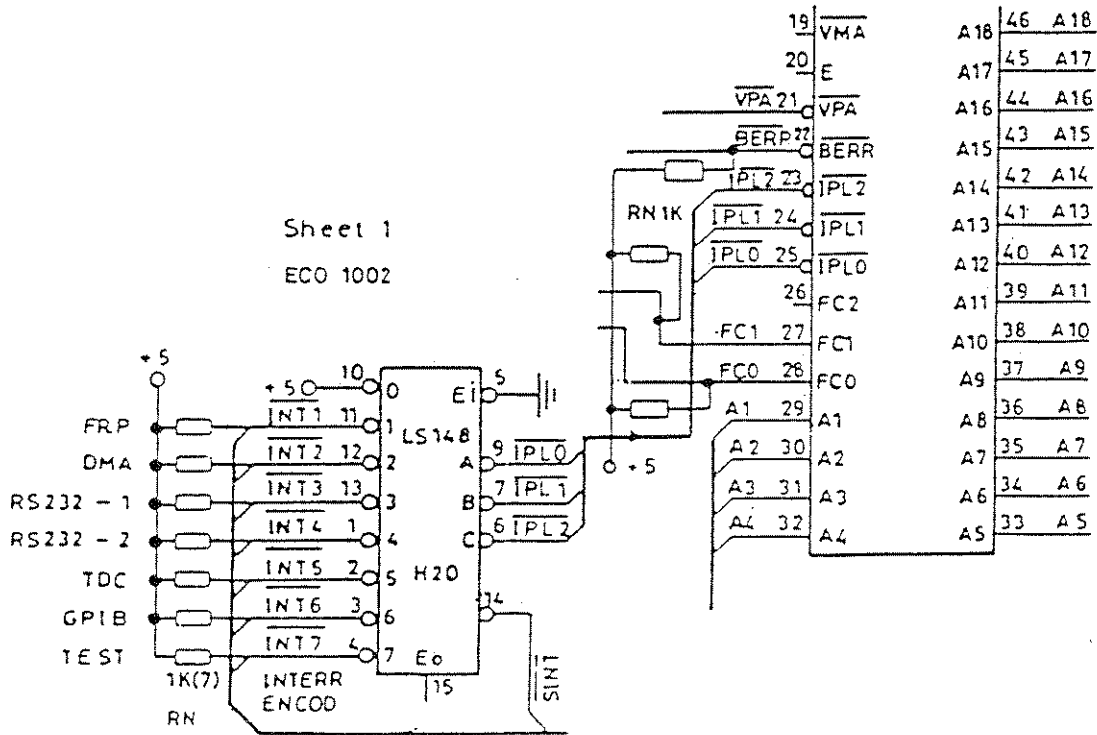 19 VMA A18 46 A18
20 E A17 45 A17
VPA 21 VPA A16 44 A16
BERP 22 BERR A15 43 A15
IPL2 23 IPL2 A14 42 A14
RN1K IPL1 24 IPL1 A13 41 A13
IPL0 25 IPL0 A12 40 A12
26 FC2 A11 39 A11
FC1 27 FC1 A10 38 A10
FC0 28 FC0 A9 37 A9
A1 29 A1 A8 36 A8
A2 30 A2 A7 35 A7
A3 31 A3 A6 34 A6
A4 32 A4 A5 33 A5
+5
Sheet 1
ECO 1002
+5
+5 10 0 Ei 5
FRP INT1 11 1 LS148
DMA INT2 12 2 A 9 IPL0
RS232-1 INT3 13 3 B 7 IPL1
RS232-2 INT4 1 4 C 6 IPL2
TDC INT5 2 5 H20
GPIB INT6 3 6 14
TEST INT7 4 7 Eo
15
1K(7) INTERR
RN ENCOD
SINT